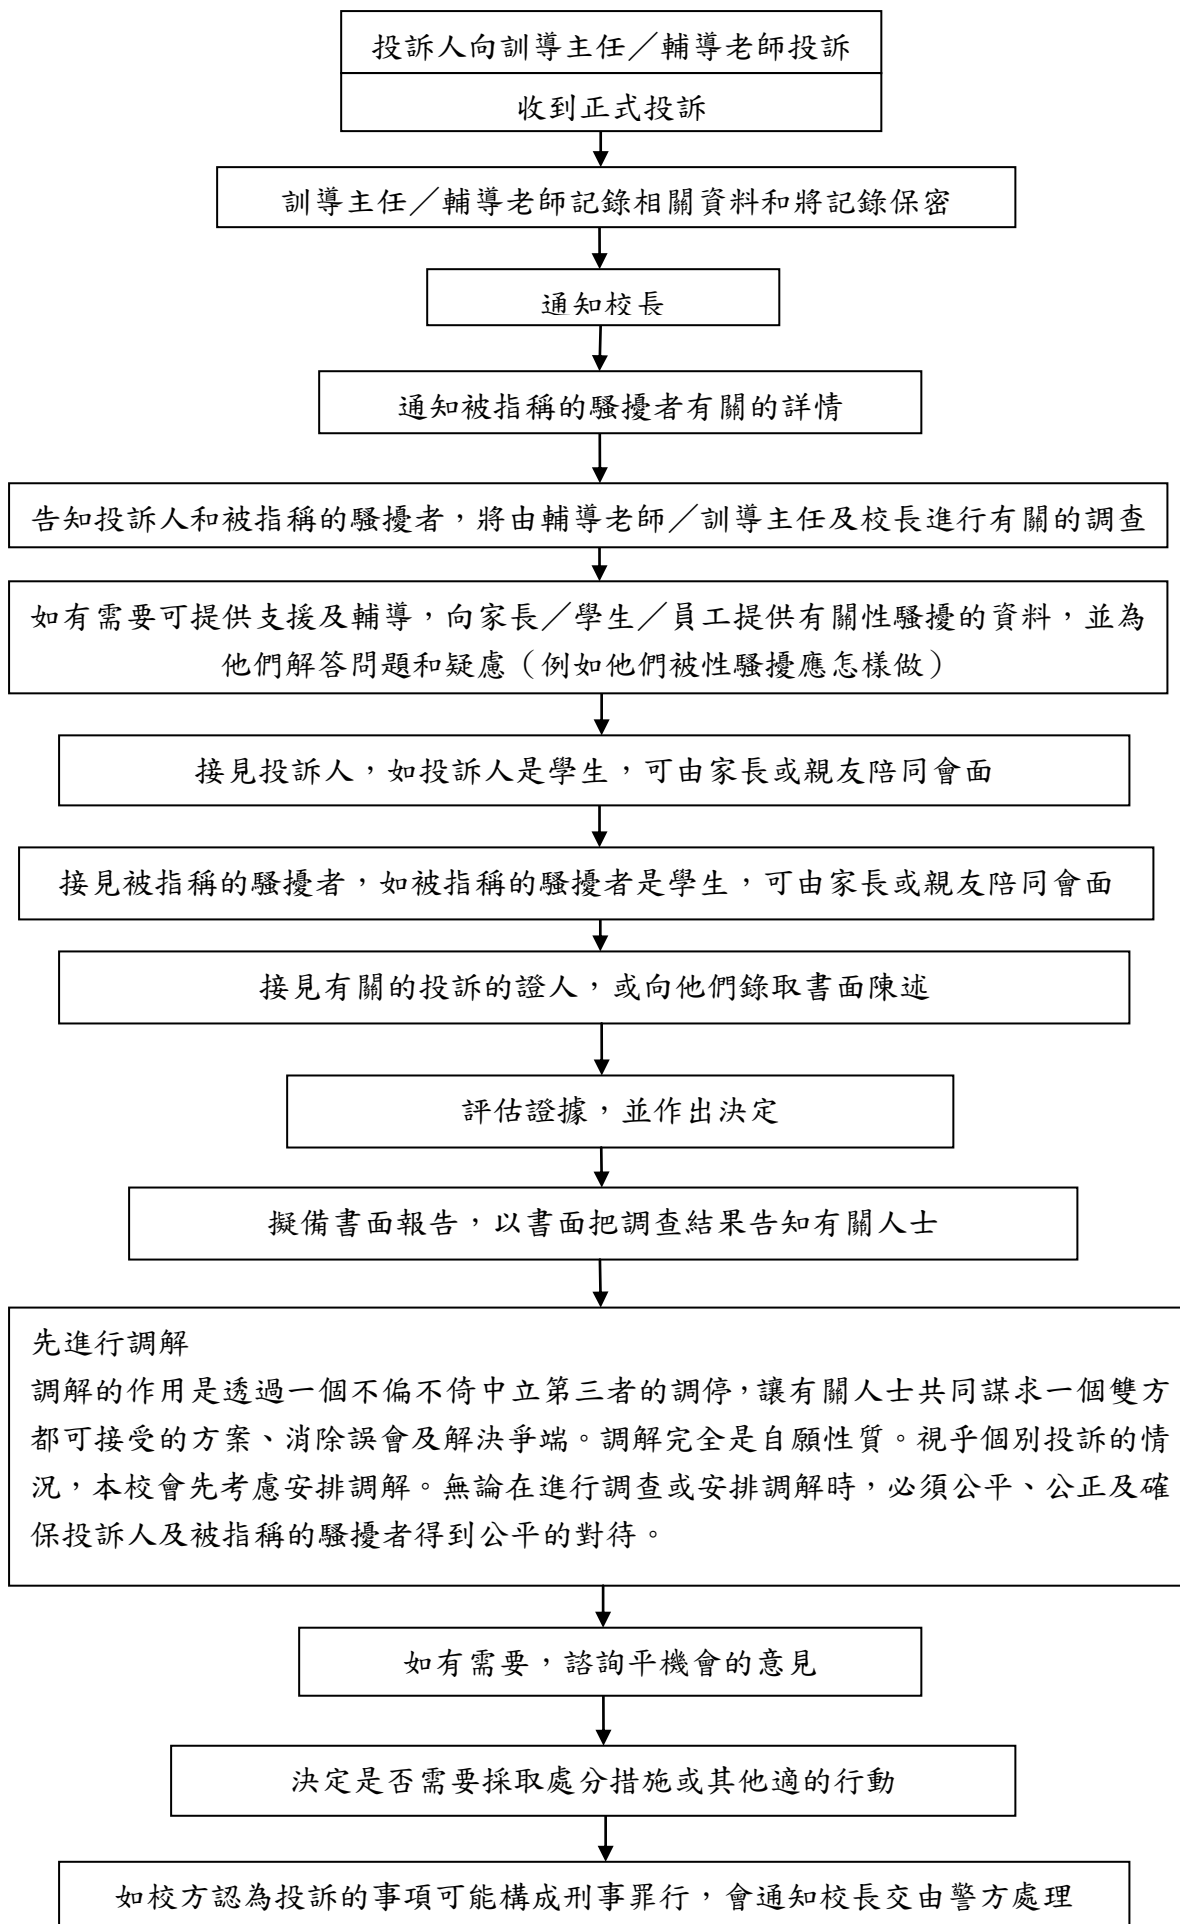 投訴人向訓導主任／輔導老師投訴
收到正式投訴
訓導主任／輔導老師記錄相關資料和將記錄保密
通知校長
通知被指稱的騷擾者有關的詳情
告知投訴人和被指稱的騷擾者，將由輔導老師／訓導主任及校長進行有關的調查
如有需要可提供支援及輔導，向家長／學生／員工提供有關性騷擾的資料，並為
他們解答問題和疑慮（例如他們被性騷擾應怎樣做）
接見投訴人，如投訴人是學生，可由家長或親友陪同會面
接見被指稱的騷擾者，如被指稱的騷擾者是學生，可由家長或親友陪同會面
接見有關的投訴的證人，或向他們錄取書面陳述
評估證據，並作出決定
擬備書面報告，以書面把調查結果告知有關人士
先進行調解
調解的作用是透過一個不偏不倚中立第三者的調停，讓有關人士共同謀求一個雙方
都可接受的方案、消除誤會及解決爭端。調解完全是自願性質。視乎個別投訴的情
況，本校會先考慮安排調解。無論在進行調查或安排調解時，必須公平、公正及確
保投訴人及被指稱的騷擾者得到公平的對待。
如有需要，諮詢平機會的意見
決定是否需要採取處分措施或其他適的行動
如校方認為投訴的事項可能構成刑事罪行，會通知校長交由警方處理